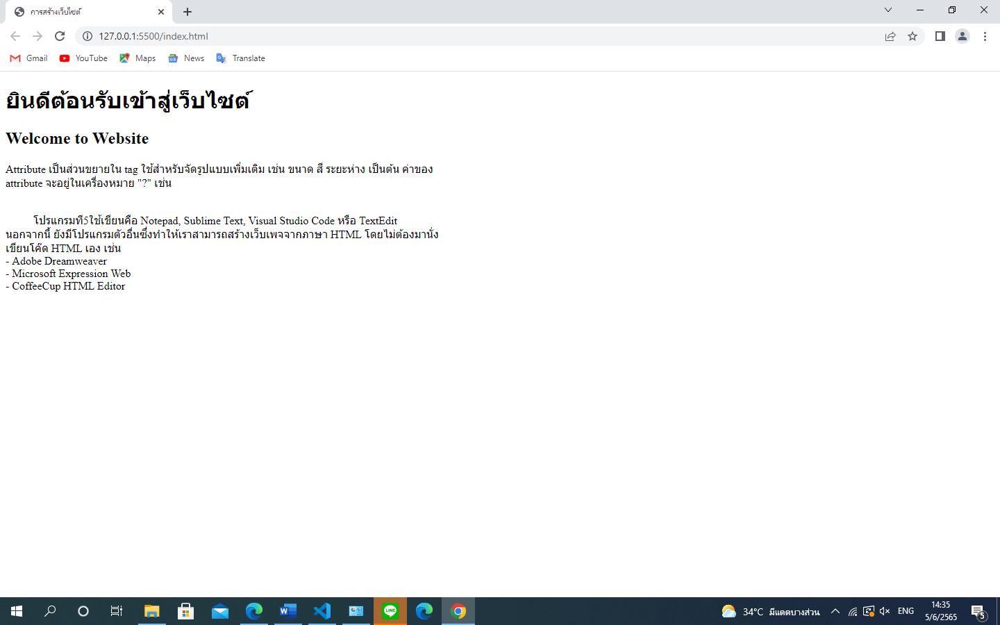 การสร้างเว็บไซต์
127.0.0.1:5500/index.html
Gmail YouTube Maps News Translate
ยินดีต้อนรับเข้าสู่เว็บไซต์
Welcome to Website
Attribute เป็นส่วนขยายใน tag ใช้สำหรับจัดรูปแบบเพิ่มเติม เช่น ขนาด สี ระยะห่าง เป็นต้น ค่าของ
attribute จะอยู่ในเครื่องหมาย "?" เช่น
โปรแกรมที5ใช้เขียนคือ Notepad, Sublime Text, Visual Studio Code หรือ TextEdit
นอกจากนี้ ยังมีโปรแกรมตัวอื่นซึ่งทำให้เราสามารถสร้างเว็บเพจจากภาษา HTML โดยไม่ต้องมานั่ง
เขียนโค๊ด HTML เอง เช่น
- Adobe Dreamweaver
- Microsoft Expression Web
- CoffeeCup HTML Editor
34°C มีแดดบางส่วน ENG 14:35
5/6/2565 5